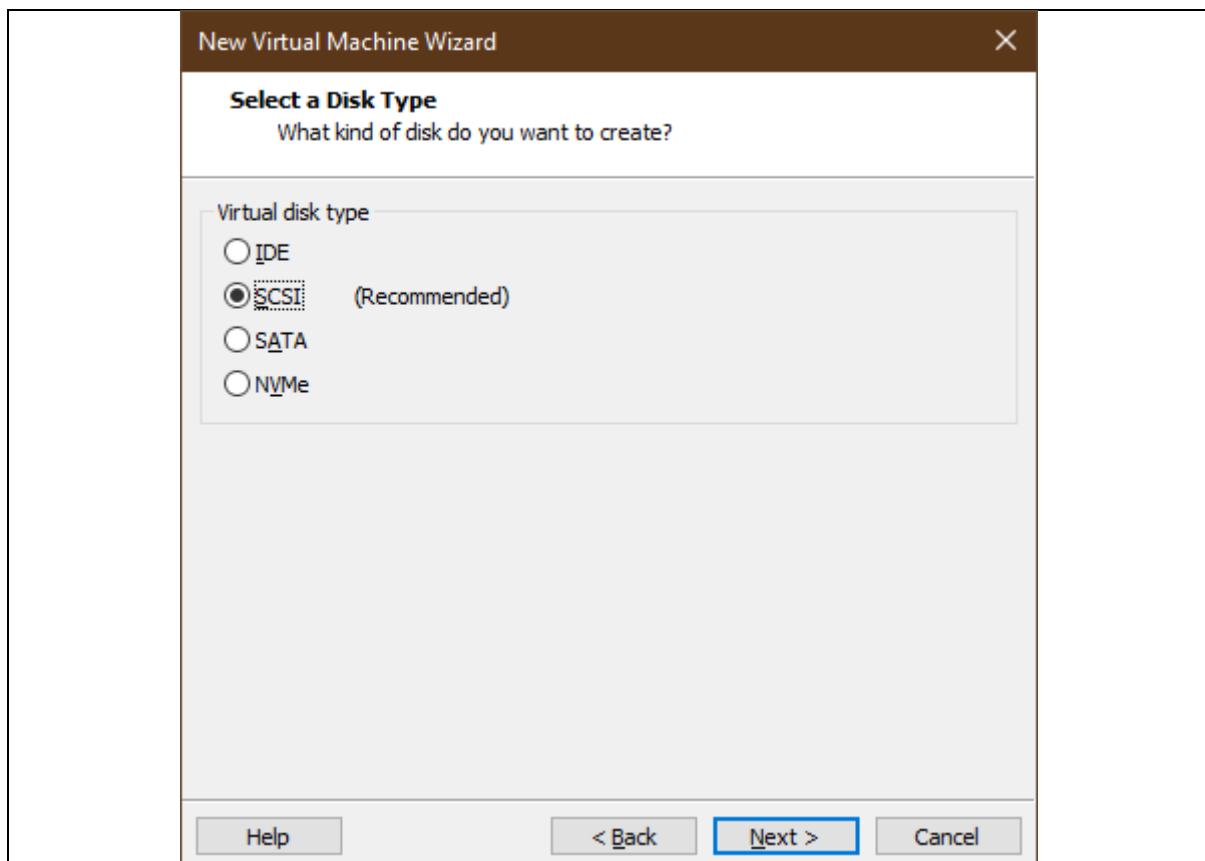 New Virtual Machine Wizard
Select a Disk Type
What kind of disk do you want to create?
Virtual disk type
IDE
SCSI (Recommended)
SATA
NVMe
Help < Back Next > Cancel